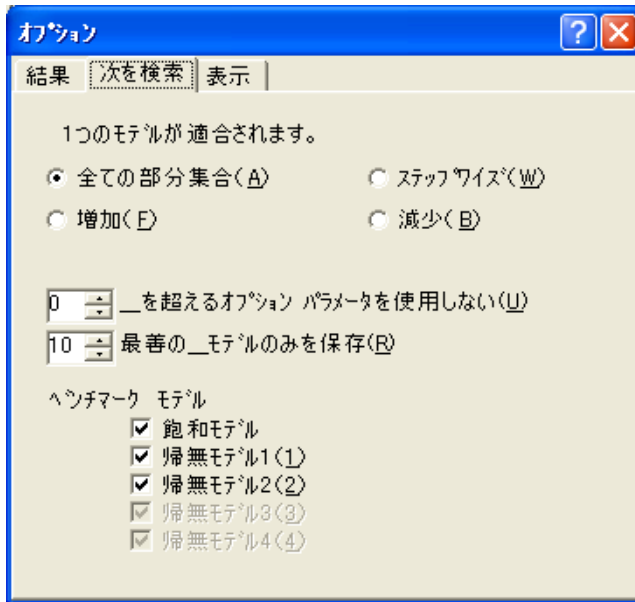 オプション
結果 次を検索 表示
1つのモデルが適合されます。
全ての部分集合(A) ステップワイズ(W)
増加(F) 減少(B)
0 __を超えるオプション パラメータを使用しない(U)
10 最善の__モデルのみを保存(R)
ベンチマーク モデル
飽和モデル
帰無モデル1(1)
帰無モデル2(2)
帰無モデル3(3)
帰無モデル4(4)